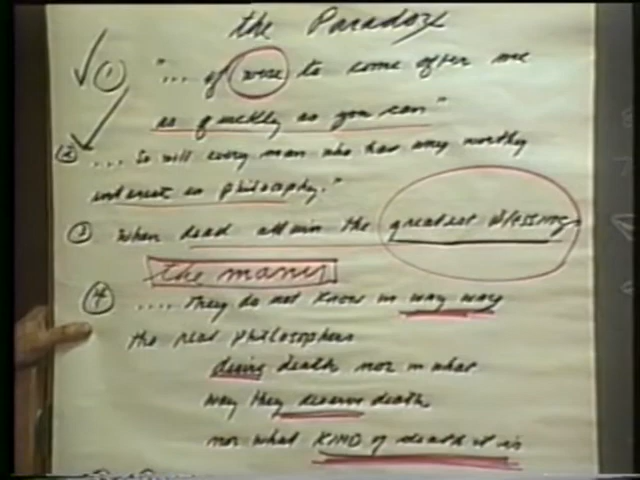 the Paradox
① "... of wise to come after me
as quickly as you can"
② ... So will every man who has any worthy
interest in philosophy."
③ When dead attain the greatest blessings
the many
④ .... They do not know in way way
the real philosophers
desire death nor in what
way they deserve death
nor what KIND of death it is